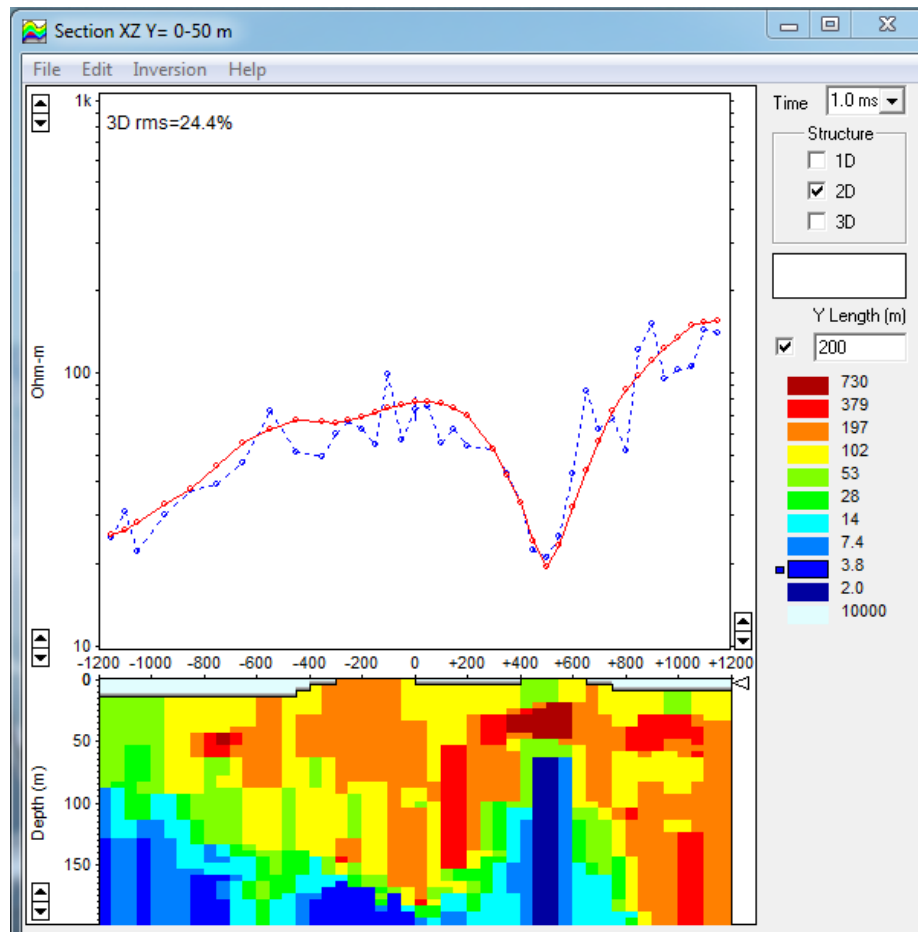 Section XZ Y= 0-50 m
File Edit Inversion Help
3D rms=24.4%
1k
100
10
Ohm-m
-1200 -1000 -800 -600 -400 -200 0 +200 +400 +600 +800 +1000 +1200
0
50
100
150
Depth (m)
Time 1.0 ms
Structure
1D
2D
3D
Y Length (m)
200
730
379
197
102
53
28
14
7.4
3.8
2.0
10000